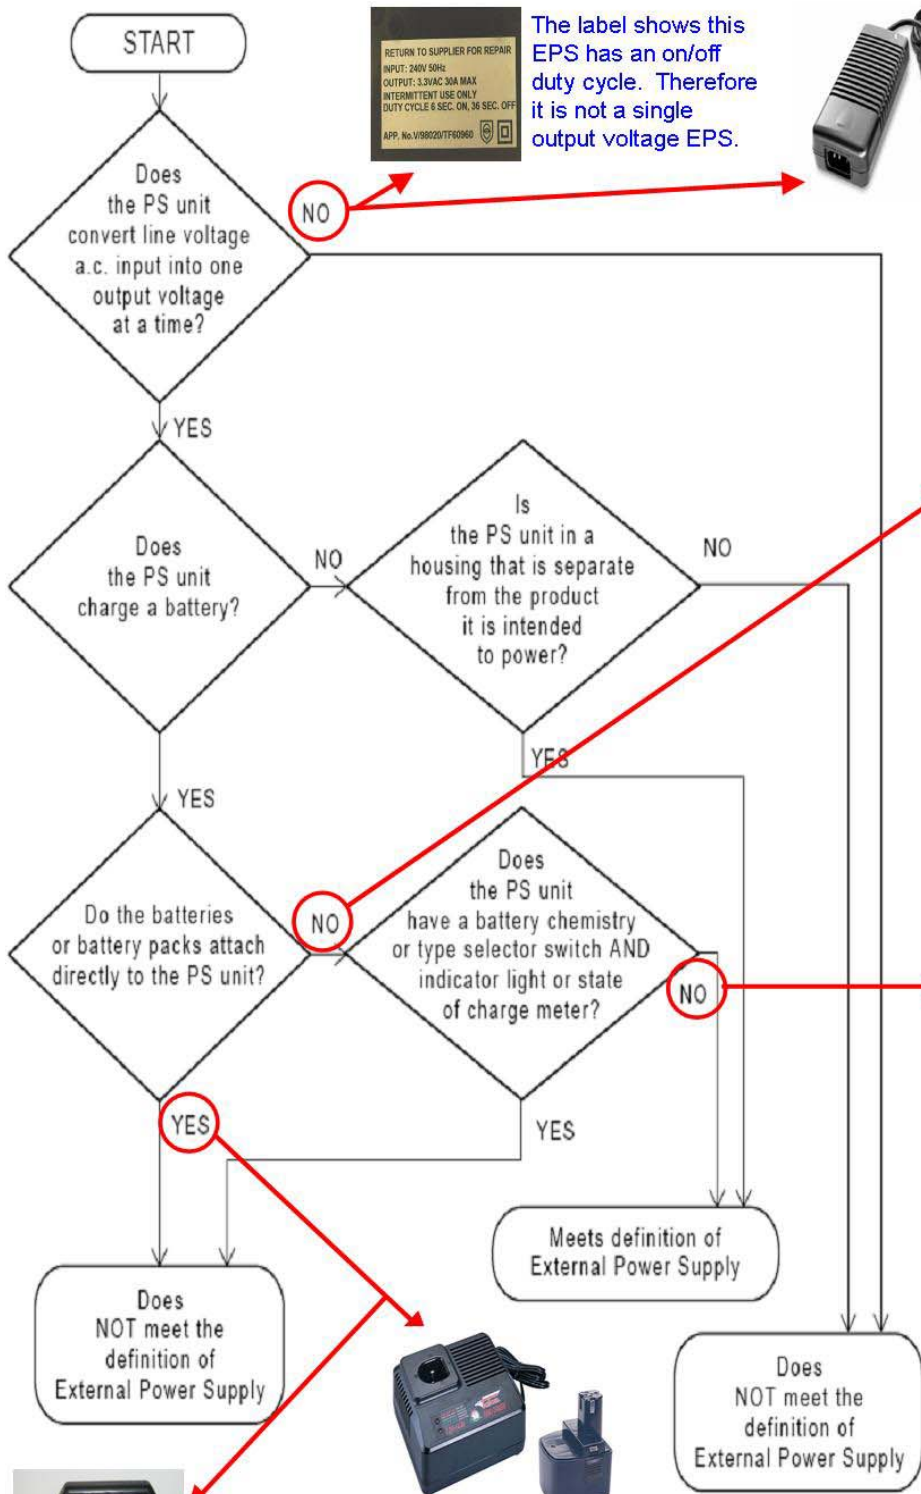 START
RETURN TO SUPPLIER FOR REPAIR
INPUT: 240V 50Hz
OUTPUT: 3.3VAC 30A MAX
INTERMITTENT USE ONLY
DUTY CYCLE 6 SEC. ON, 36 SEC. OFF
APP. No.V/98020/TF60960
The label shows this
EPS has an on/off
duty cycle. Therefore
it is not a single
output voltage EPS.
Does
the PS unit
convert line voltage
a.c. input into one
output voltage
at a time?
NO
YES
Does
the PS unit
charge a battery?
NO
Is
the PS unit in a
housing that is separate
from the product
it is intended
to power?
NO
YES
YES
Do the batteries
or battery packs attach
directly to the PS unit?
NO
Does
the PS unit
have a battery chemistry
or type selector switch AND
indicator light or state
of charge meter?
NO
YES
YES
Meets definition of
External Power Supply
Does
NOT meet the
definition of
External Power Supply
Does
NOT meet the
definition of
External Power Supply